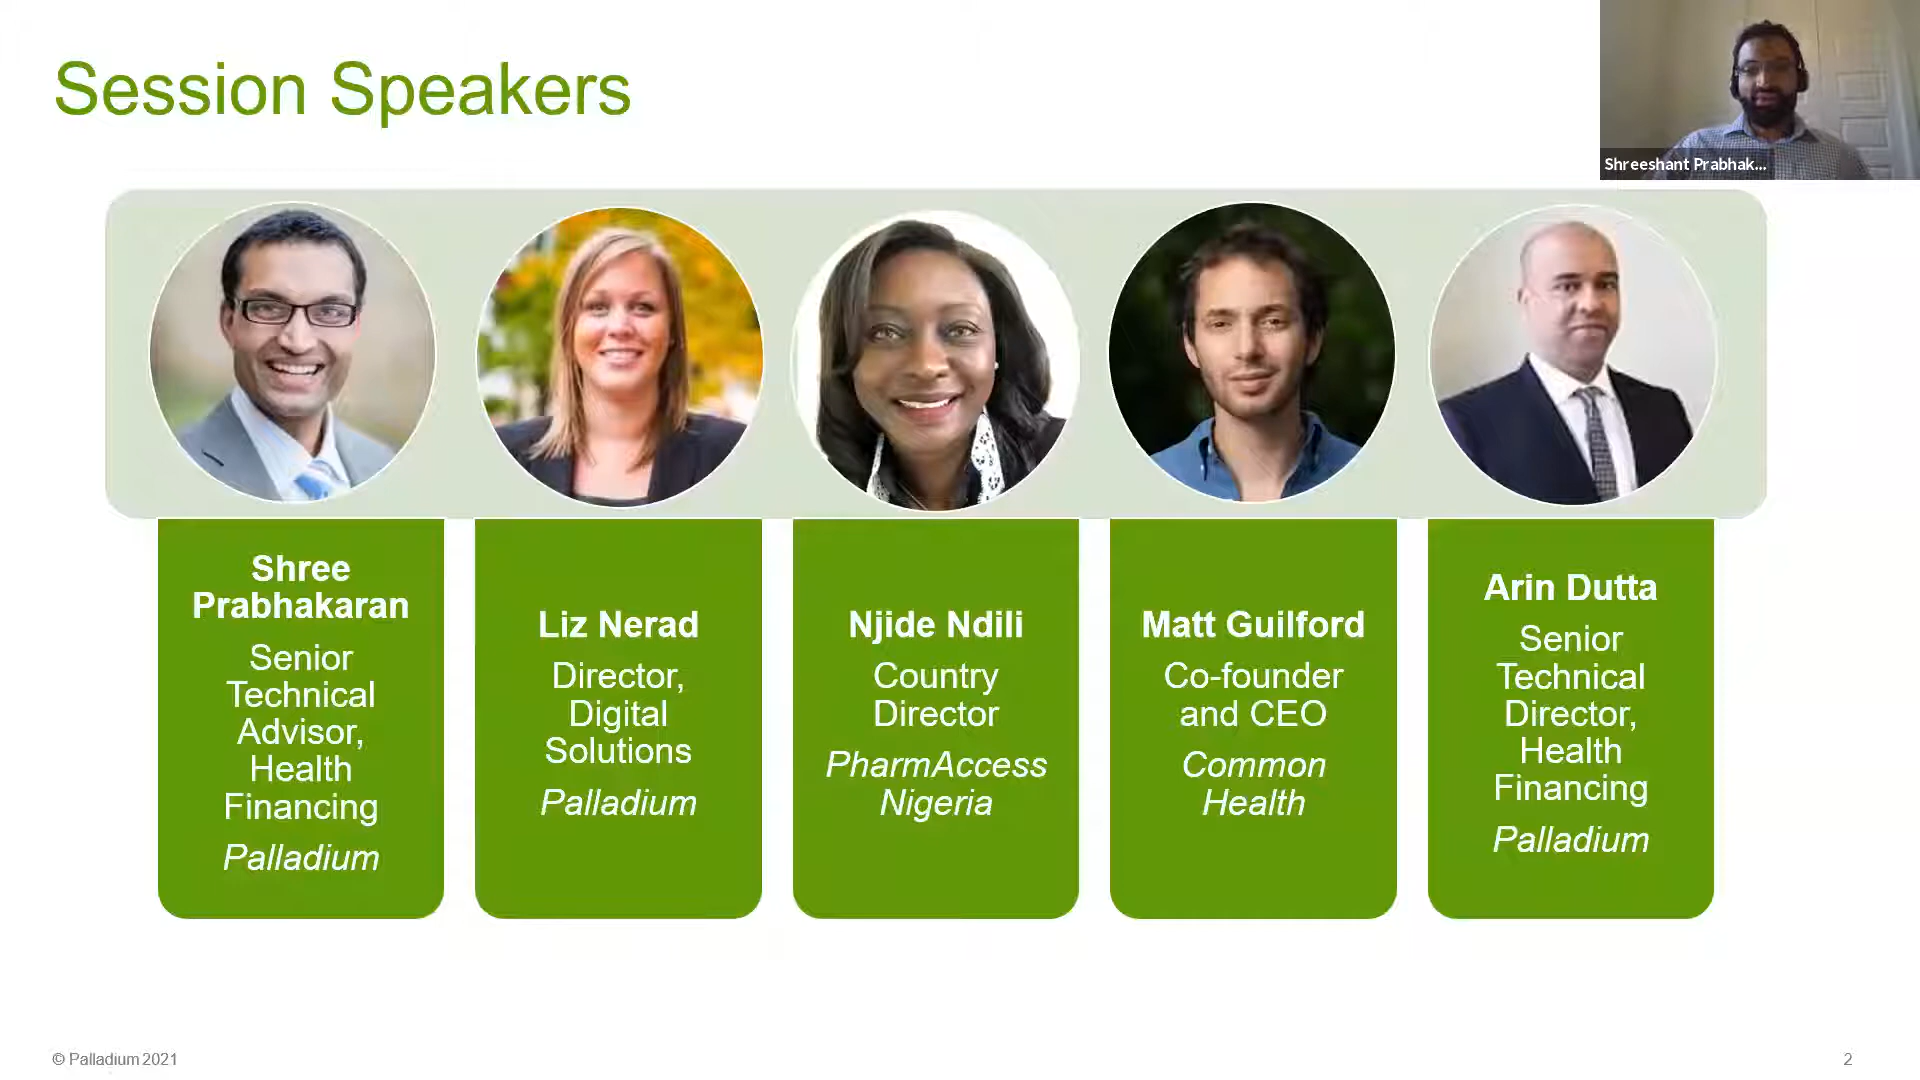 Session Speakers
Shreeshant Prabhak...
Shree
Prabhakaran
Senior
Technical
Advisor,
Health
Financing
Palladium
Liz Nerad
Director,
Digital
Solutions
Palladium
Njide Ndili
Country
Director
PharmAccess
Nigeria
Matt Guilford
Co-founder
and CEO
Common
Health
Arin Dutta
Senior
Technical
Director,
Health
Financing
Palladium
© Palladium 2021
2